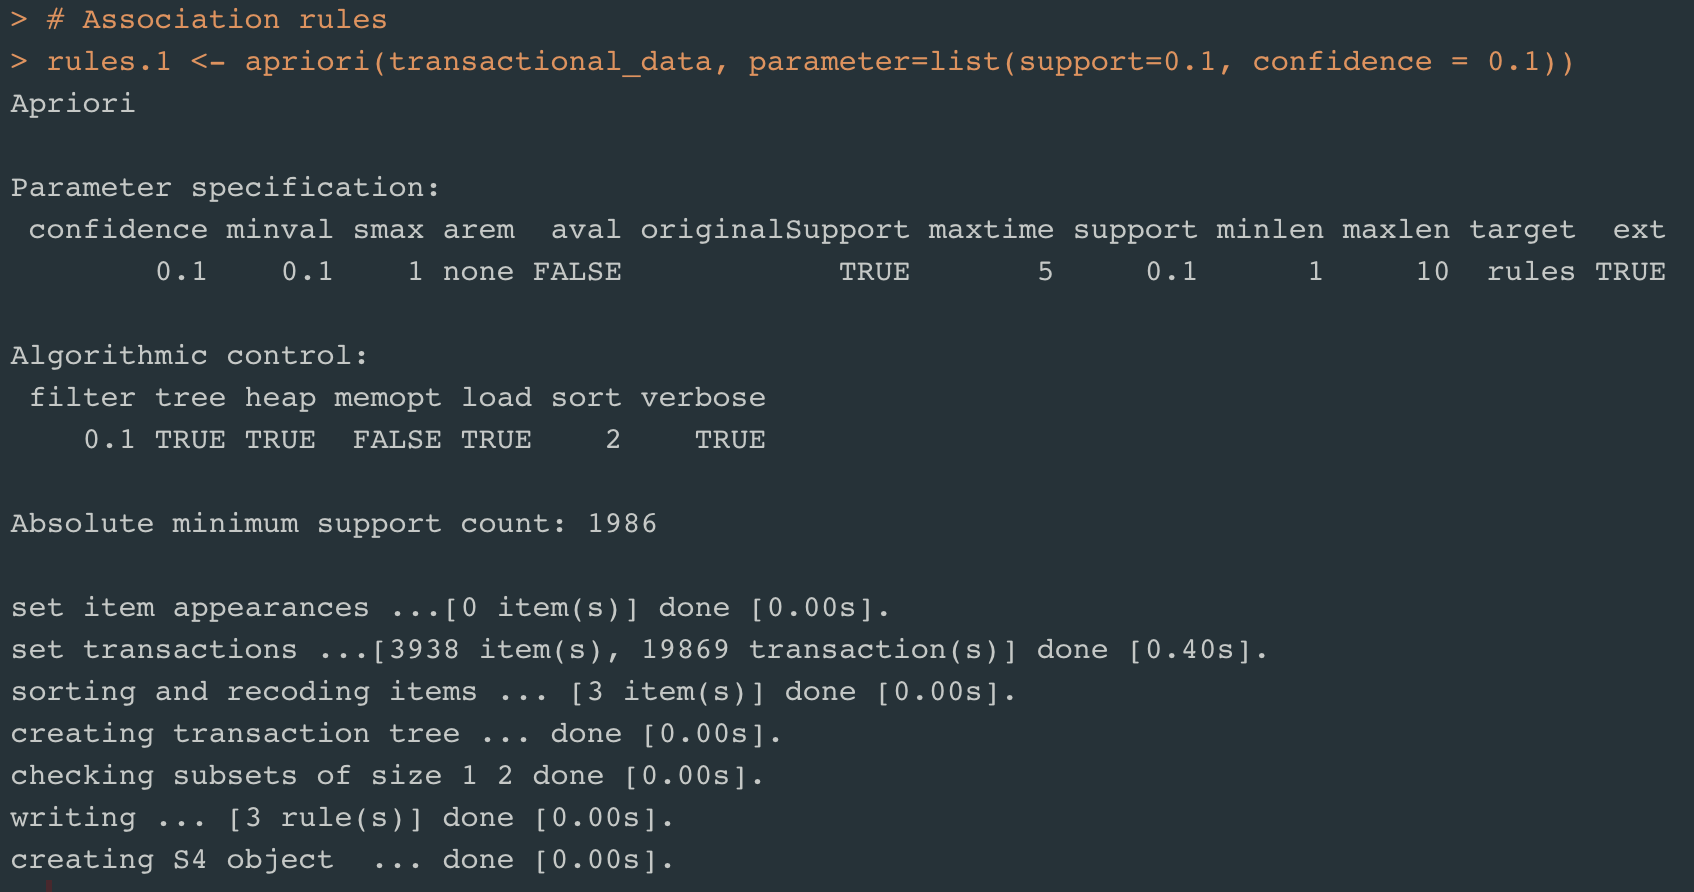 > # Association rules
> rules.1 <- apriori(transactional_data, parameter=list(support=0.1, confidence = 0.1))
Apriori
Parameter specification:
 confidence minval smax arem  aval originalSupport maxtime support minlen maxlen target  ext
        0.1    0.1    1 none FALSE            TRUE       5     0.1      1     10  rules TRUE
Algorithmic control:
 filter tree heap memopt load sort verbose
    0.1 TRUE TRUE  FALSE TRUE    2    TRUE
Absolute minimum support count: 1986
set item appearances ...[0 item(s)] done [0.00s].
set transactions ...[3938 item(s), 19869 transaction(s)] done [0.40s].
sorting and recoding items ... [3 item(s)] done [0.00s].
creating transaction tree ... done [0.00s].
checking subsets of size 1 2 done [0.00s].
writing ... [3 rule(s)] done [0.00s].
creating S4 object  ... done [0.00s].